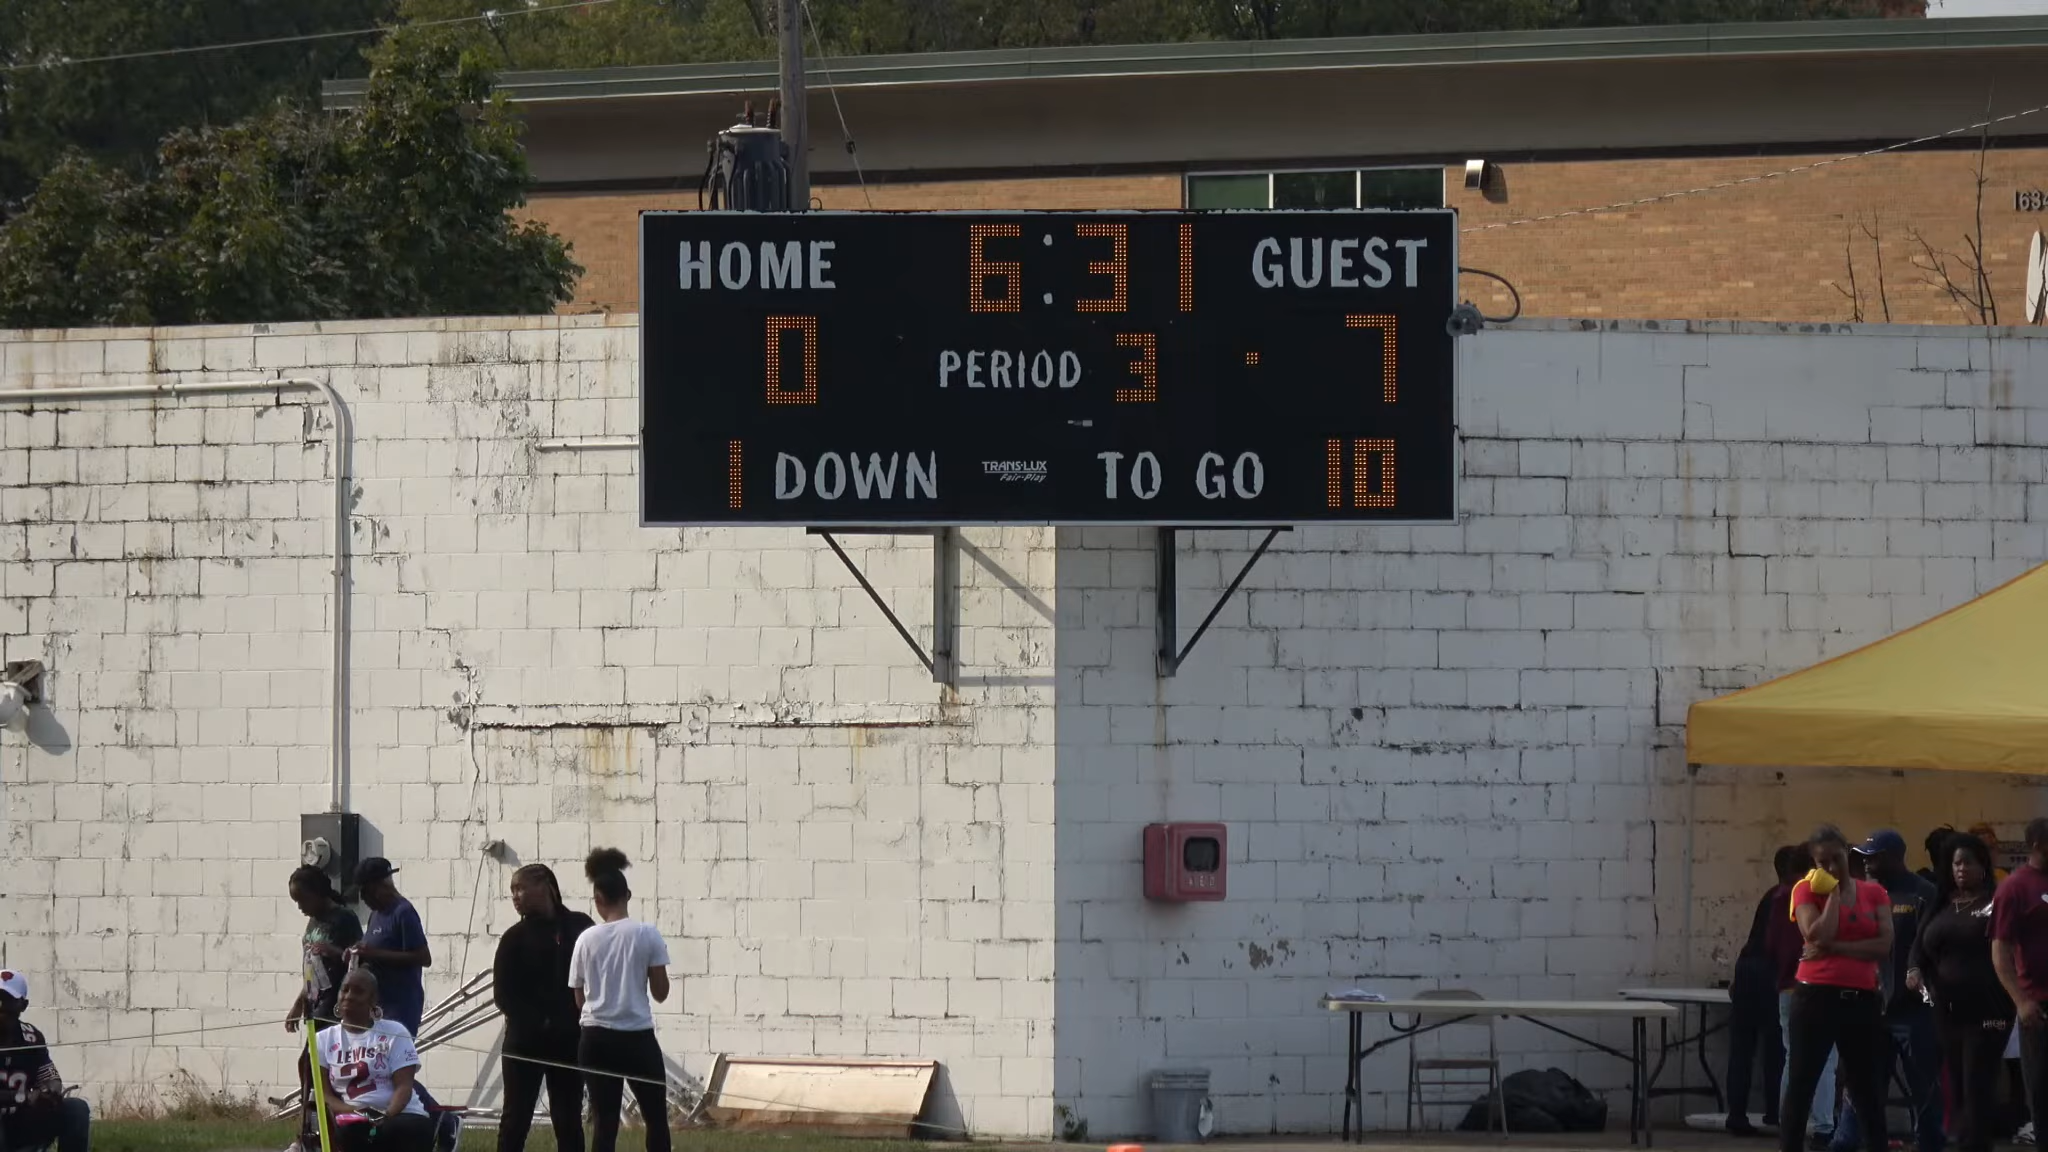 HOME 6:31 GUEST
0 PERIOD 3 7
1 DOWN TO GO 10
TRANS-LUX
Fair-Play
LEWIS
2